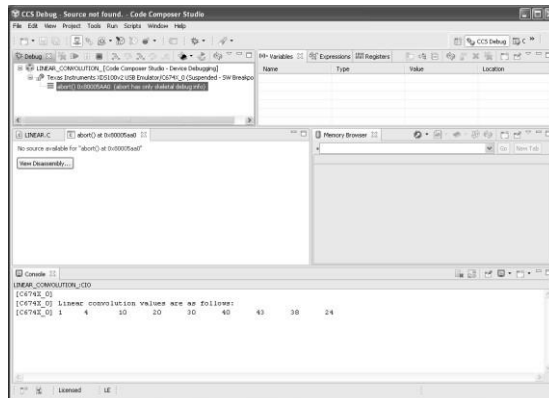 CCS Debug - Source not found. - Code Composer Studio
File Edit View Project Tools Run Scripts Window Help
CCS Debug C
Debug
LINEAR_CONVOLUTION_ [Code Composer Studio - Device Debugging]
Texas Instruments XDS100v2 USB Emulator/C674X_0 (Suspended - SW Breakpo
abort() 0x00005AA0 (abort has only skeletal debug info)
Variables Expressions Registers
Name Type Value Location
LINEAR.C abort() at 0x00005aa0
No source available for "abort() at 0x00005aa0"
View Disassembly...
Memory Browser
Go New Tab
Console
LINEAR_CONVOLUTION_:CIO
[C674X_0]
[C674X_0] Linear convolution values are as follows:
[C674X_0] 1 4 10 20 30 40 43 38 24
Licensed LE